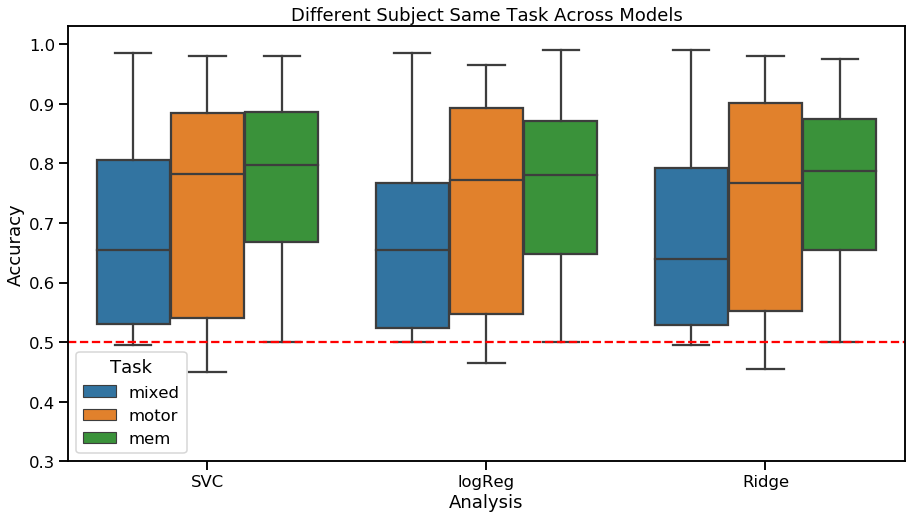 Different Subject Same Task Across Models
1.0
0.9
0.8
0.7
0.6
0.5
0.4
0.3
Accuracy
Task
mixed
motor
mem
SVC logReg Ridge
Analysis